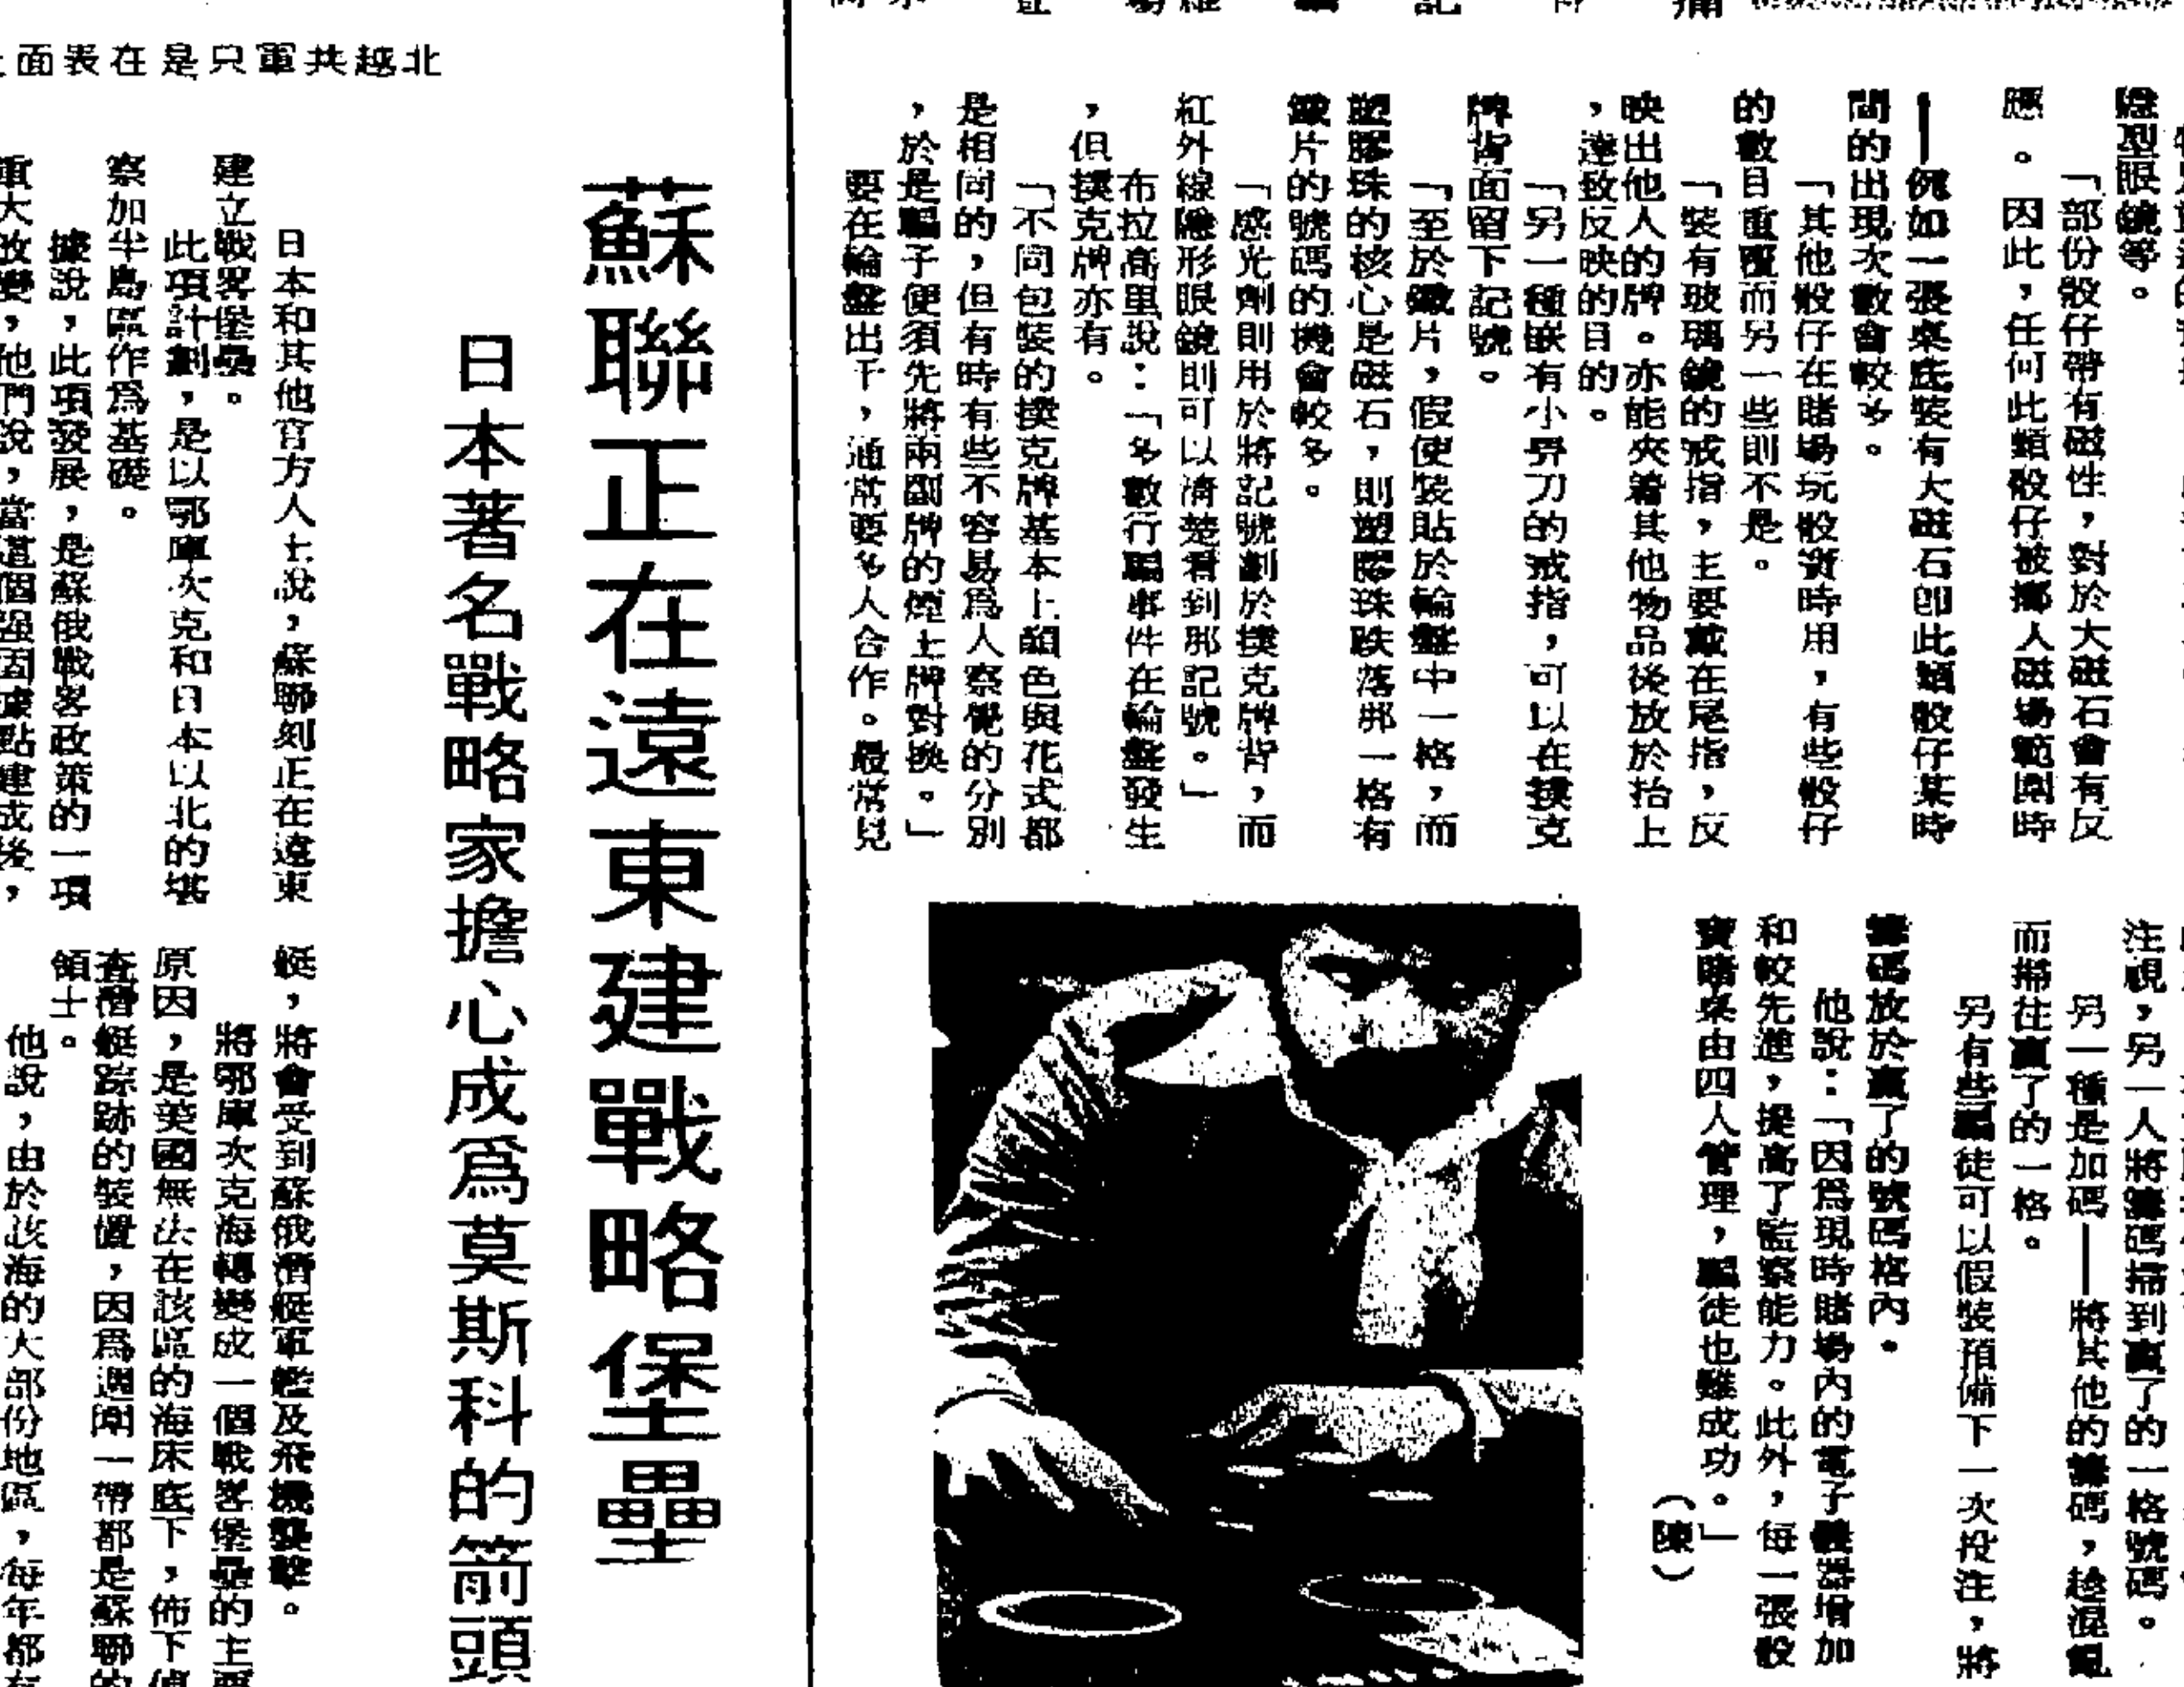 燈型眼鏡等。
「部份骰仔帶有磁性，對於大磁石會有反
應。因此，任何此類骰仔被擲入磁場範圍時
——例如一張桌底裝有大磁石卽此類骰仔某時
間的出現次數會較多。
「其他骰仔在賭場玩骰寶時用，有些骰仔
的數目重覆而另一些則不是。
「裝有玻璃鏡的戒指，主要戴在尾指，反
映出他人的牌。亦能夾着其他物品後放於枱上
，達致反映的目的。
「另一種嵌有小界刀的戒指，可以在撲克
牌背面留下記號。
「至於鐵片，假使裝貼於輪盤中一格，而
塑膠珠的核心是磁石，則塑膠珠跌落那一格有
鐵片的號碼的機會較多。
「感光劑則用於將記號劃於撲克牌背，而
紅外線隱形眼鏡則可以清楚看到那記號。」
布拉高里說：「多數行騙事件在輪盤發生
，但撲克牌亦有。
「不同包裝的撲克牌基本上顏色與花式都
是相同的，但有時有些不容易爲人察覺的分別
，於是騙子便須先將兩副牌的煙士牌對換。」
要在輪盤出千，通常要多人合作。最常見
注視，另一人將籌碼掃到贏了的一格號碼。
另一種是加碼——將其他的籌碼，趁混亂
而掃往贏了的一格。
另有些騙徒可以假裝預備下一次投注，將
籌碼放於贏了的號碼格內。
他說：「因爲現時賭場內的電子儀器增加
和較先進，提高了監察能力。此外，每一張骰
寶賭桌由四人管理，騙徒也難成功。」
（陳）
北越共軍只是在表面上
蘇聯正在遠東建戰略堡壘
日本著名戰略家擔心成爲莫斯科的箭頭
日本和其他官方人士說，蘇聯刻正在遠東
建立戰畧堡壘。
此項計劃，是以鄂庫次克和日本以北的堪
察加半島區作爲基礎。
據說，此項發展，是蘇俄戰畧政策的一項
重大改變，他們說，當這個强固據點建成後，
艇，將會受到蘇俄潛艇軍艦及飛機襲擊。
將鄂庫次克海轉變成一個戰畧堡壘的主要
原因，是美國無法在該區的海床底下，佈下偵
查潛艇踪跡的裝置，因爲週圍一帶都是蘇聯的
領土。
他說，由於該海的大部份地區，每年都有